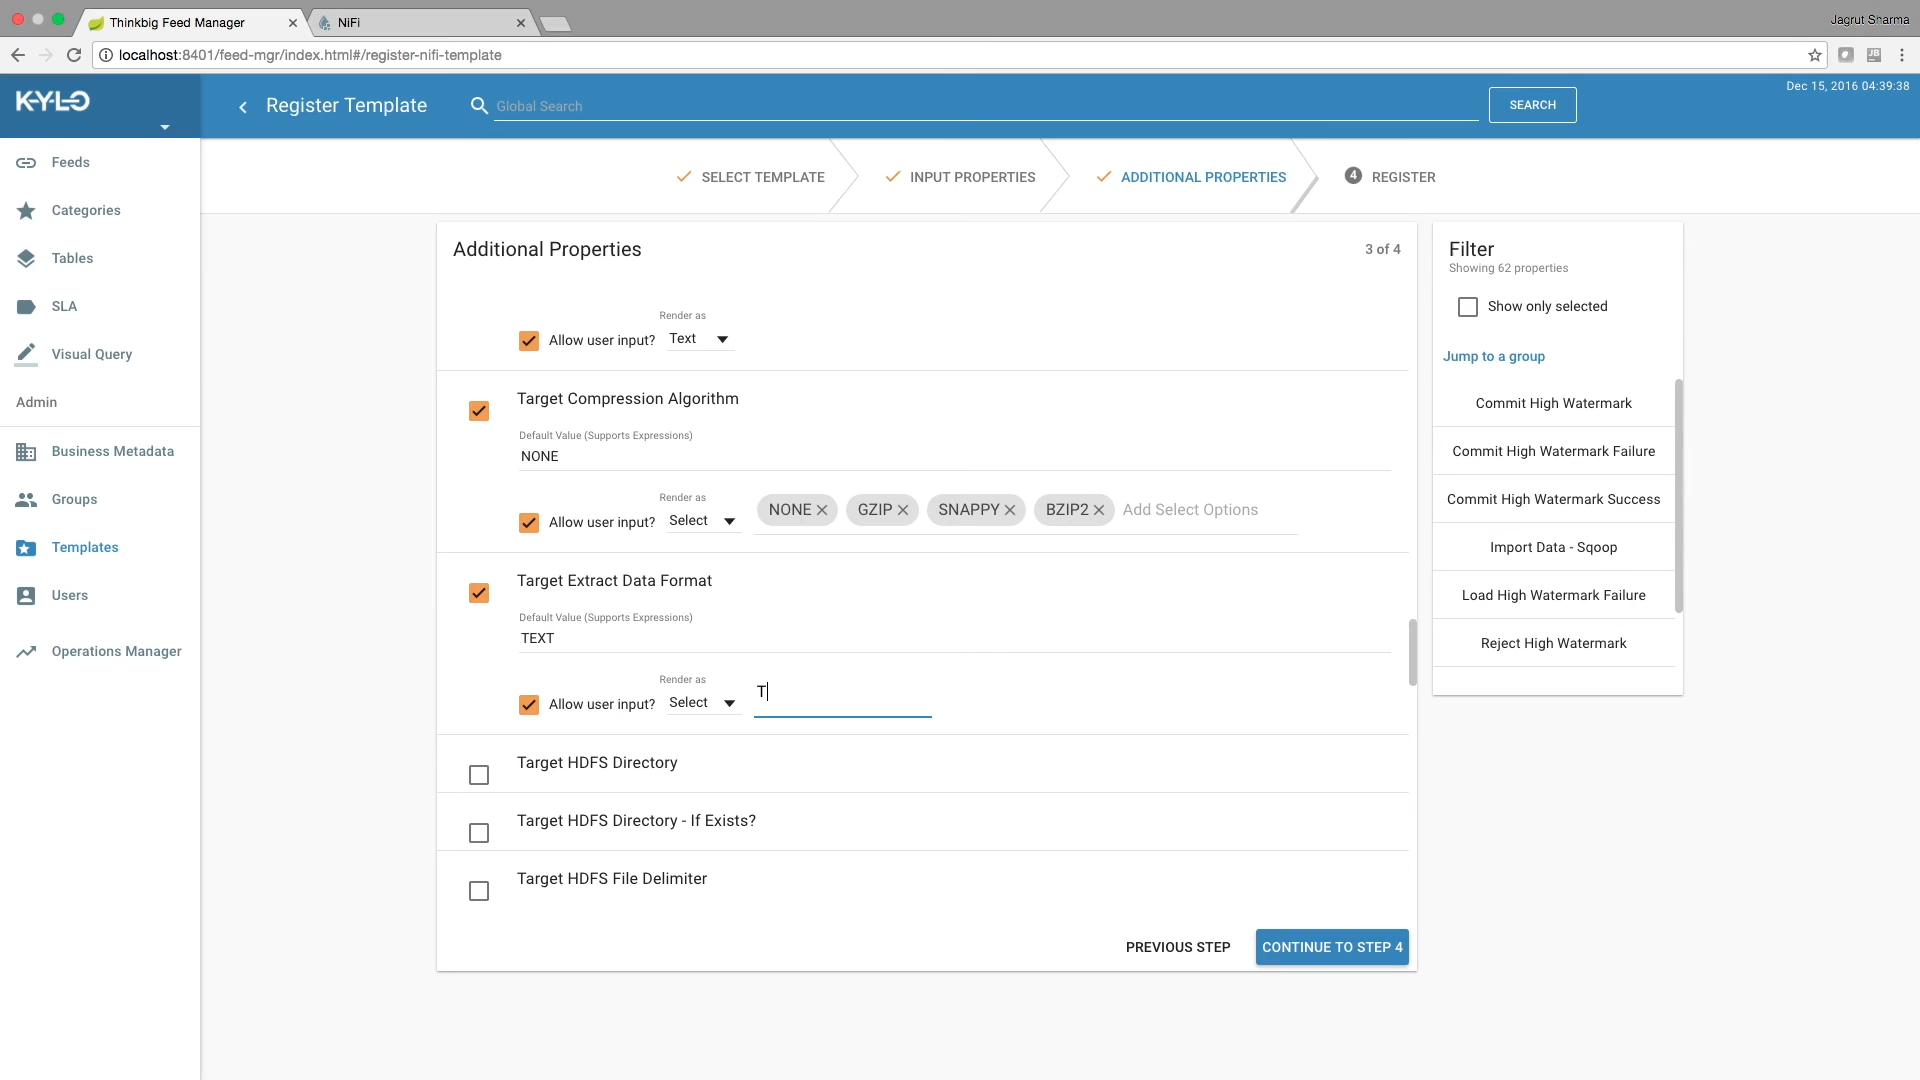 Thinkbig Feed Manager
NiFi
Jagrut Sharma
localhost:8401/feed-mgr/index.html#/register-nifi-template
KYLO
Register Template
Global Search
SEARCH
Dec 15, 2016 04:39:38
Feeds
Categories
Tables
SLA
Visual Query
Admin
Business Metadata
Groups
Templates
Users
Operations Manager
SELECT TEMPLATE
INPUT PROPERTIES
ADDITIONAL PROPERTIES
4 REGISTER
Additional Properties
3 of 4
Render as
Allow user input? Text
Target Compression Algorithm
Default Value (Supports Expressions)
NONE
Render as
Allow user input? Select NONE GZIP SNAPPY BZIP2 Add Select Options
Target Extract Data Format
Default Value (Supports Expressions)
TEXT
Render as
Allow user input? Select T
Target HDFS Directory
Target HDFS Directory - If Exists?
Target HDFS File Delimiter
PREVIOUS STEP
CONTINUE TO STEP 4
Filter
Showing 62 properties
Show only selected
Jump to a group
Commit High Watermark
Commit High Watermark Failure
Commit High Watermark Success
Import Data - Sqoop
Load High Watermark Failure
Reject High Watermark